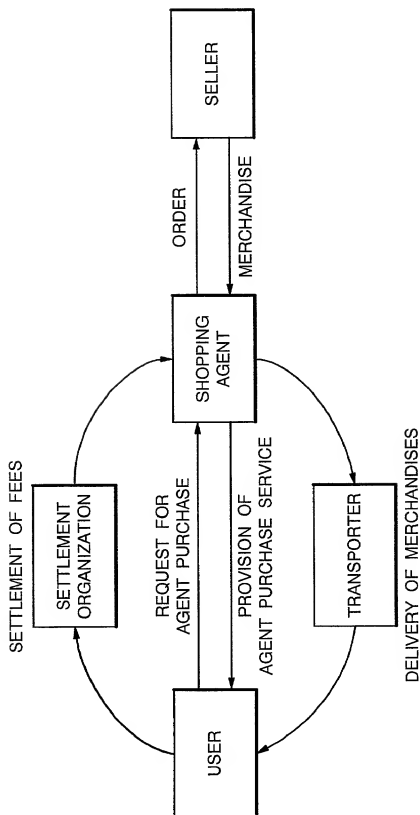 SETTLEMENT OF FEES
SETTLEMENT
ORGANIZATION
USER
REQUEST FOR
AGENT PURCHASE
PROVISION OF
AGENT PURCHASE SERVICE
SHOPPING
AGENT
ORDER
MERCHANDISE
SELLER
TRANSPORTER
DELIVERY OF MERCHANDISES